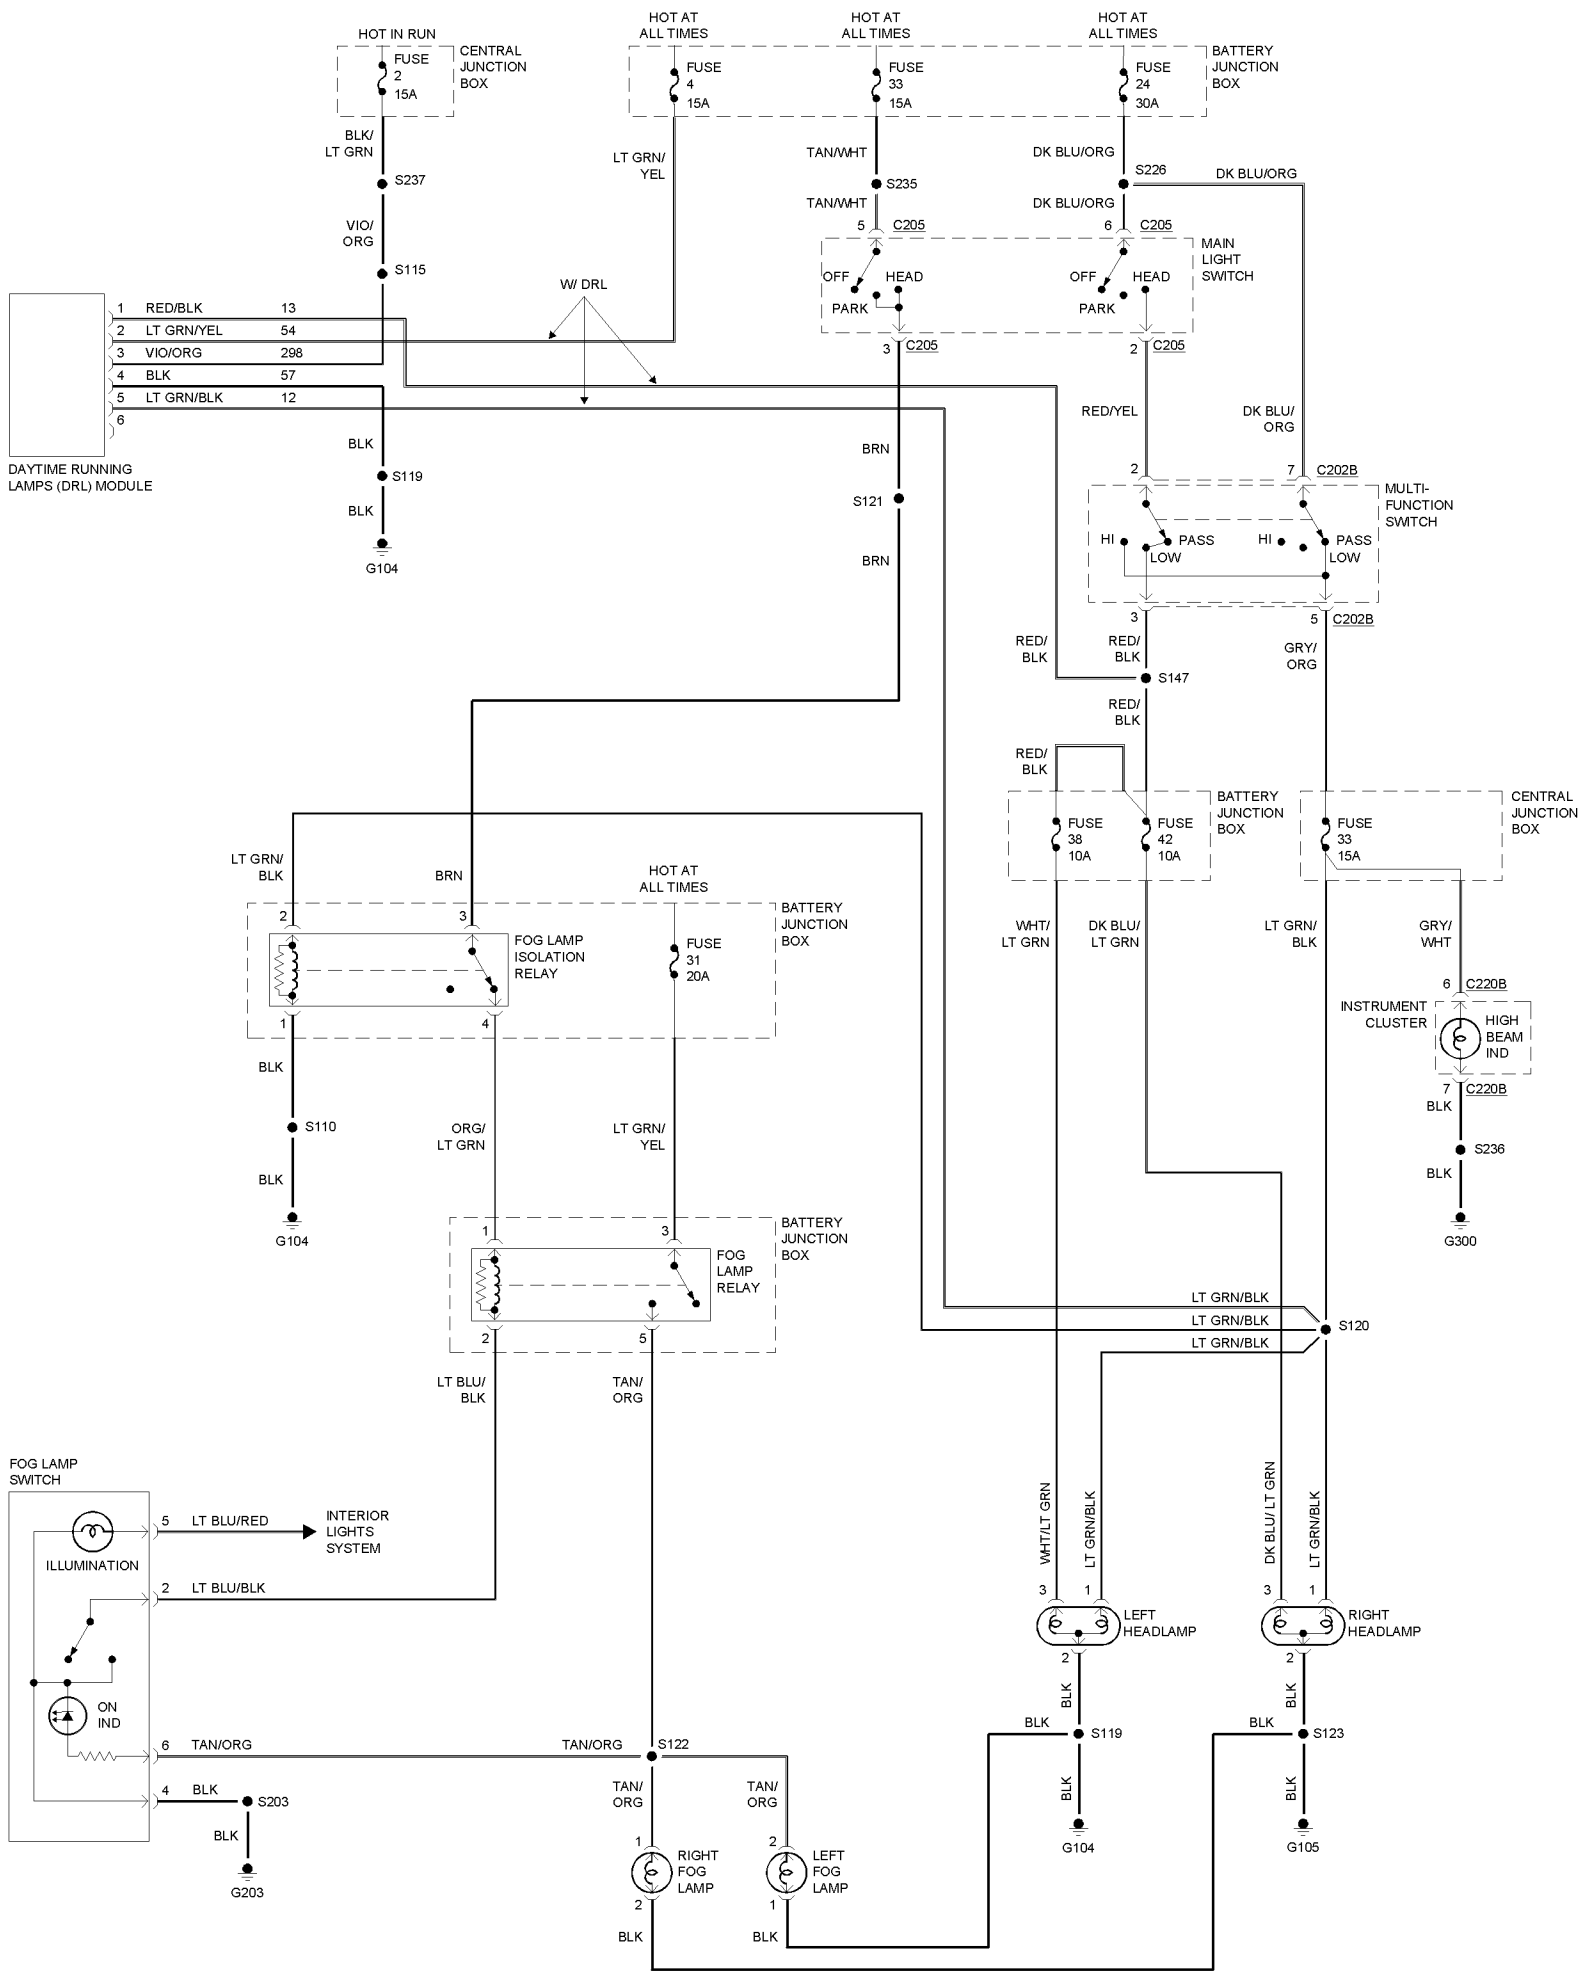 HOT IN RUN
CENTRAL
JUNCTION
BOX
FUSE
2
15A
HOT AT
ALL TIMES
HOT AT
ALL TIMES
HOT AT
ALL TIMES
BATTERY
JUNCTION
BOX
FUSE
4
15A
FUSE
33
15A
FUSE
24
30A
BLK/
LT GRN
S237
VIO/
ORG
S115
LT GRN/
YEL
TAN/WHT
S235
TAN/WHT
5
C205
DK BLU/ORG
S226
DK BLU/ORG
DK BLU/ORG
6
C205
MAIN
LIGHT
SWITCH
OFF
HEAD
PARK
OFF
HEAD
PARK
3
C205
2
C205
W/ DRL
1
RED/BLK
13
2
LT GRN/YEL
54
3
VIO/ORG
298
4
BLK
57
5
LT GRN/BLK
12
6
DAYTIME RUNNING
LAMPS (DRL) MODULE
BLK
S119
BLK
G104
BRN
S121
BRN
RED/YEL
DK BLU/
ORG
2
7
C202B
MULTI-
FUNCTION
SWITCH
HI
PASS
LOW
HI
PASS
LOW
3
5
C202B
RED/
BLK
RED/
BLK
GRY/
ORG
S147
RED/
BLK
RED/
BLK
BATTERY
JUNCTION
BOX
FUSE
38
10A
FUSE
42
10A
CENTRAL
JUNCTION
BOX
FUSE
33
15A
LT GRN/
BLK
BRN
HOT AT
ALL TIMES
BATTERY
JUNCTION
BOX
2
3
FOG LAMP
ISOLATION
RELAY
FUSE
31
20A
1
4
WHT/
LT GRN
DK BLU/
LT GRN
LT GRN/
BLK
GRY/
WHT
6
C220B
INSTRUMENT
CLUSTER
HIGH
BEAM
IND
7
C220B
BLK
S236
BLK
G300
BLK
S110
BLK
G104
ORG/
LT GRN
LT GRN/
YEL
BATTERY
JUNCTION
BOX
1
3
FOG
LAMP
RELAY
2
5
LT BLU/
BLK
TAN/
ORG
LT GRN/BLK
LT GRN/BLK
LT GRN/BLK
S120
FOG LAMP
SWITCH
ILLUMINATION
5
LT BLU/RED
INTERIOR
LIGHTS
SYSTEM
2
LT BLU/BLK
ON
IND
6
TAN/ORG
TAN/ORG
S122
4
BLK
S203
BLK
G203
TAN/
ORG
TAN/
ORG
1
RIGHT
FOG
LAMP
2
BLK
2
LEFT
FOG
LAMP
1
BLK
WHT/LT GRN
LT GRN/BLK
DK BLU/ LT GRN
LT GRN/BLK
3
1
LEFT
HEADLAMP
2
BLK
BLK
S119
BLK
G104
3
1
RIGHT
HEADLAMP
2
BLK
BLK
S123
BLK
G105